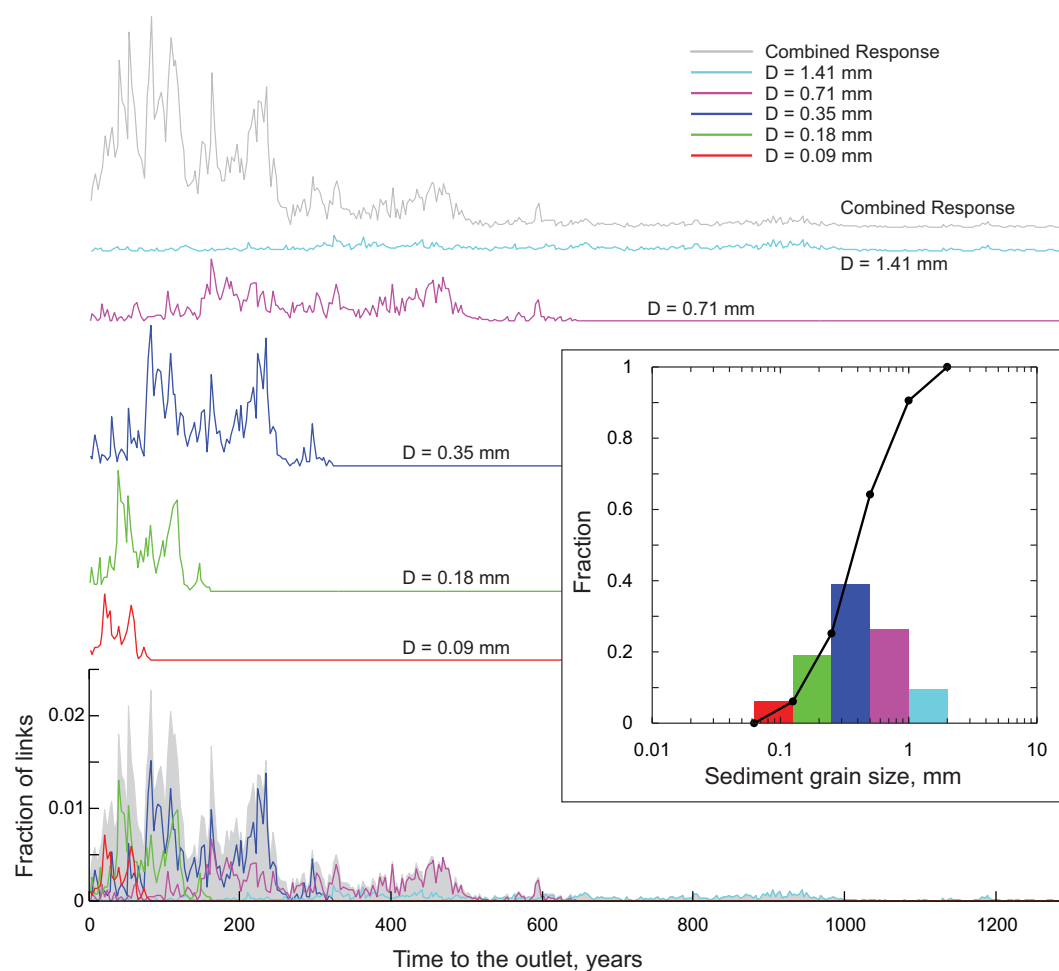 Combined Response
D = 1.41 mm
D = 0.71 mm
D = 0.35 mm
D = 0.18 mm
D = 0.09 mm
Combined Response
D = 1.41 mm
D = 0.71 mm
D = 0.35 mm
D = 0.18 mm
D = 0.09 mm
Fraction
1
0.8
0.6
0.4
0.2
0
0.01
0.1
1
10
Sediment grain size, mm
Fraction of links
0.02
0.01
0
0
200
400
600
800
1000
1200
Time to the outlet, years